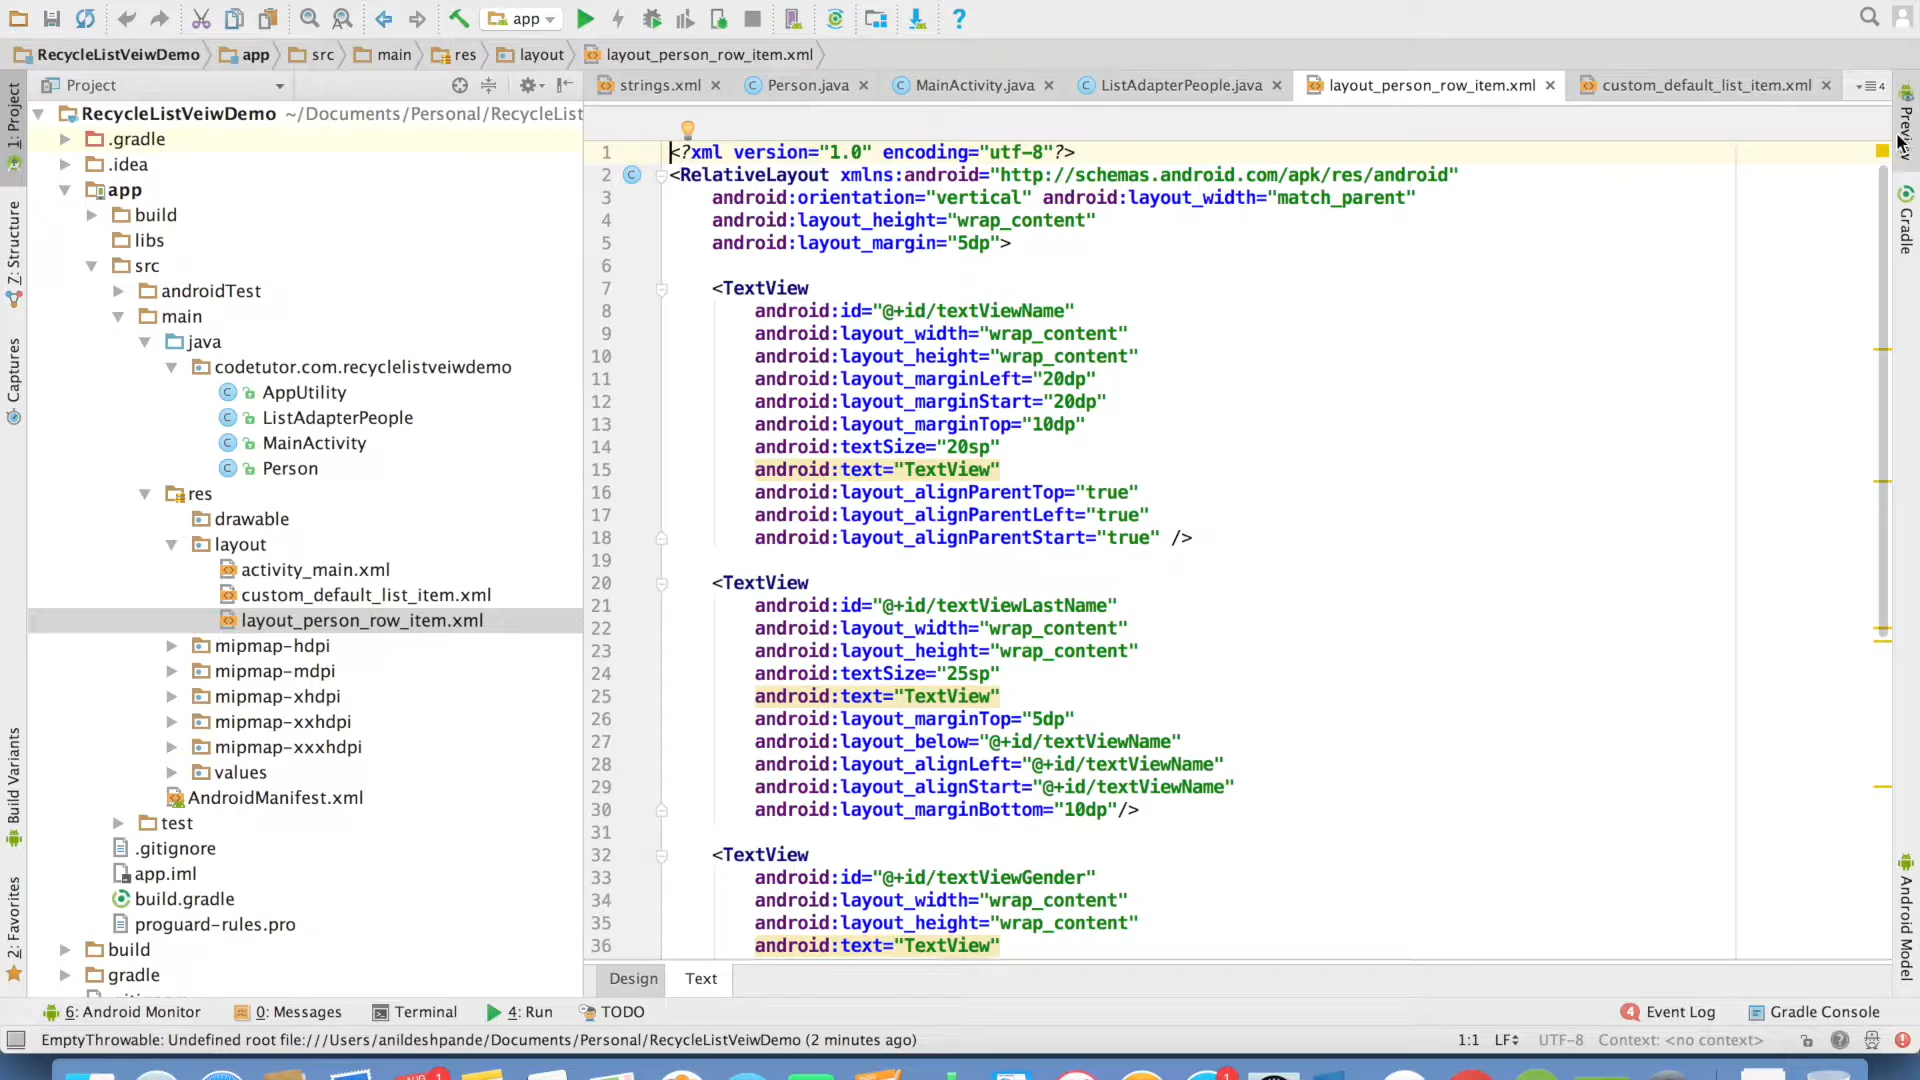 app
RecycleListVeiwDemo app src main res layout layout_person_row_item.xml
Project strings.xml Person.java MainActivity.java ListAdapterPeople.java layout_person_row_item.xml custom_default_list_item.xml 4
1: Project
Z: Structure
Captures
Build Variants
2: Favorites
RecycleListVeiwDemo ~/Documents/Personal/RecycleList
.gradle
.idea
app
build
libs
src
androidTest
main
java
codetutor.com.recyclelistveiwdemo
AppUtility
ListAdapterPeople
MainActivity
Person
res
drawable
layout
activity_main.xml
custom_default_list_item.xml
layout_person_row_item.xml
mipmap-hdpi
mipmap-mdpi
mipmap-xhdpi
mipmap-xxhdpi
mipmap-xxxhdpi
values
AndroidManifest.xml
test
.gitignore
app.iml
build.gradle
proguard-rules.pro
build
gradle
1 <?xml version="1.0" encoding="utf-8"?>
2 <RelativeLayout xmlns:android="http://schemas.android.com/apk/res/android"
3 android:orientation="vertical" android:layout_width="match_parent"
4 android:layout_height="wrap_content"
5 android:layout_margin="5dp">
6
7 <TextView
8 android:id="@+id/textViewName"
9 android:layout_width="wrap_content"
10 android:layout_height="wrap_content"
11 android:layout_marginLeft="20dp"
12 android:layout_marginStart="20dp"
13 android:layout_marginTop="10dp"
14 android:textSize="20sp"
15 android:text="TextView"
16 android:layout_alignParentTop="true"
17 android:layout_alignParentLeft="true"
18 android:layout_alignParentStart="true" />
19
20 <TextView
21 android:id="@+id/textViewLastName"
22 android:layout_width="wrap_content"
23 android:layout_height="wrap_content"
24 android:textSize="25sp"
25 android:text="TextView"
26 android:layout_marginTop="5dp"
27 android:layout_below="@+id/textViewName"
28 android:layout_alignLeft="@+id/textViewName"
29 android:layout_alignStart="@+id/textViewName"
30 android:layout_marginBottom="10dp"/>
31
32 <TextView
33 android:id="@+id/textViewGender"
34 android:layout_width="wrap_content"
35 android:layout_height="wrap_content"
36 android:text="TextView"
Preview
Gradle
Android Model
Design Text
6: Android Monitor 0: Messages Terminal 4: Run TODO 4 Event Log Gradle Console
EmptyThrowable: Undefined root file:///Users/anildeshpande/Documents/Personal/RecycleListVeiwDemo (2 minutes ago) 1:1 LF UTF-8 Context: <no context>